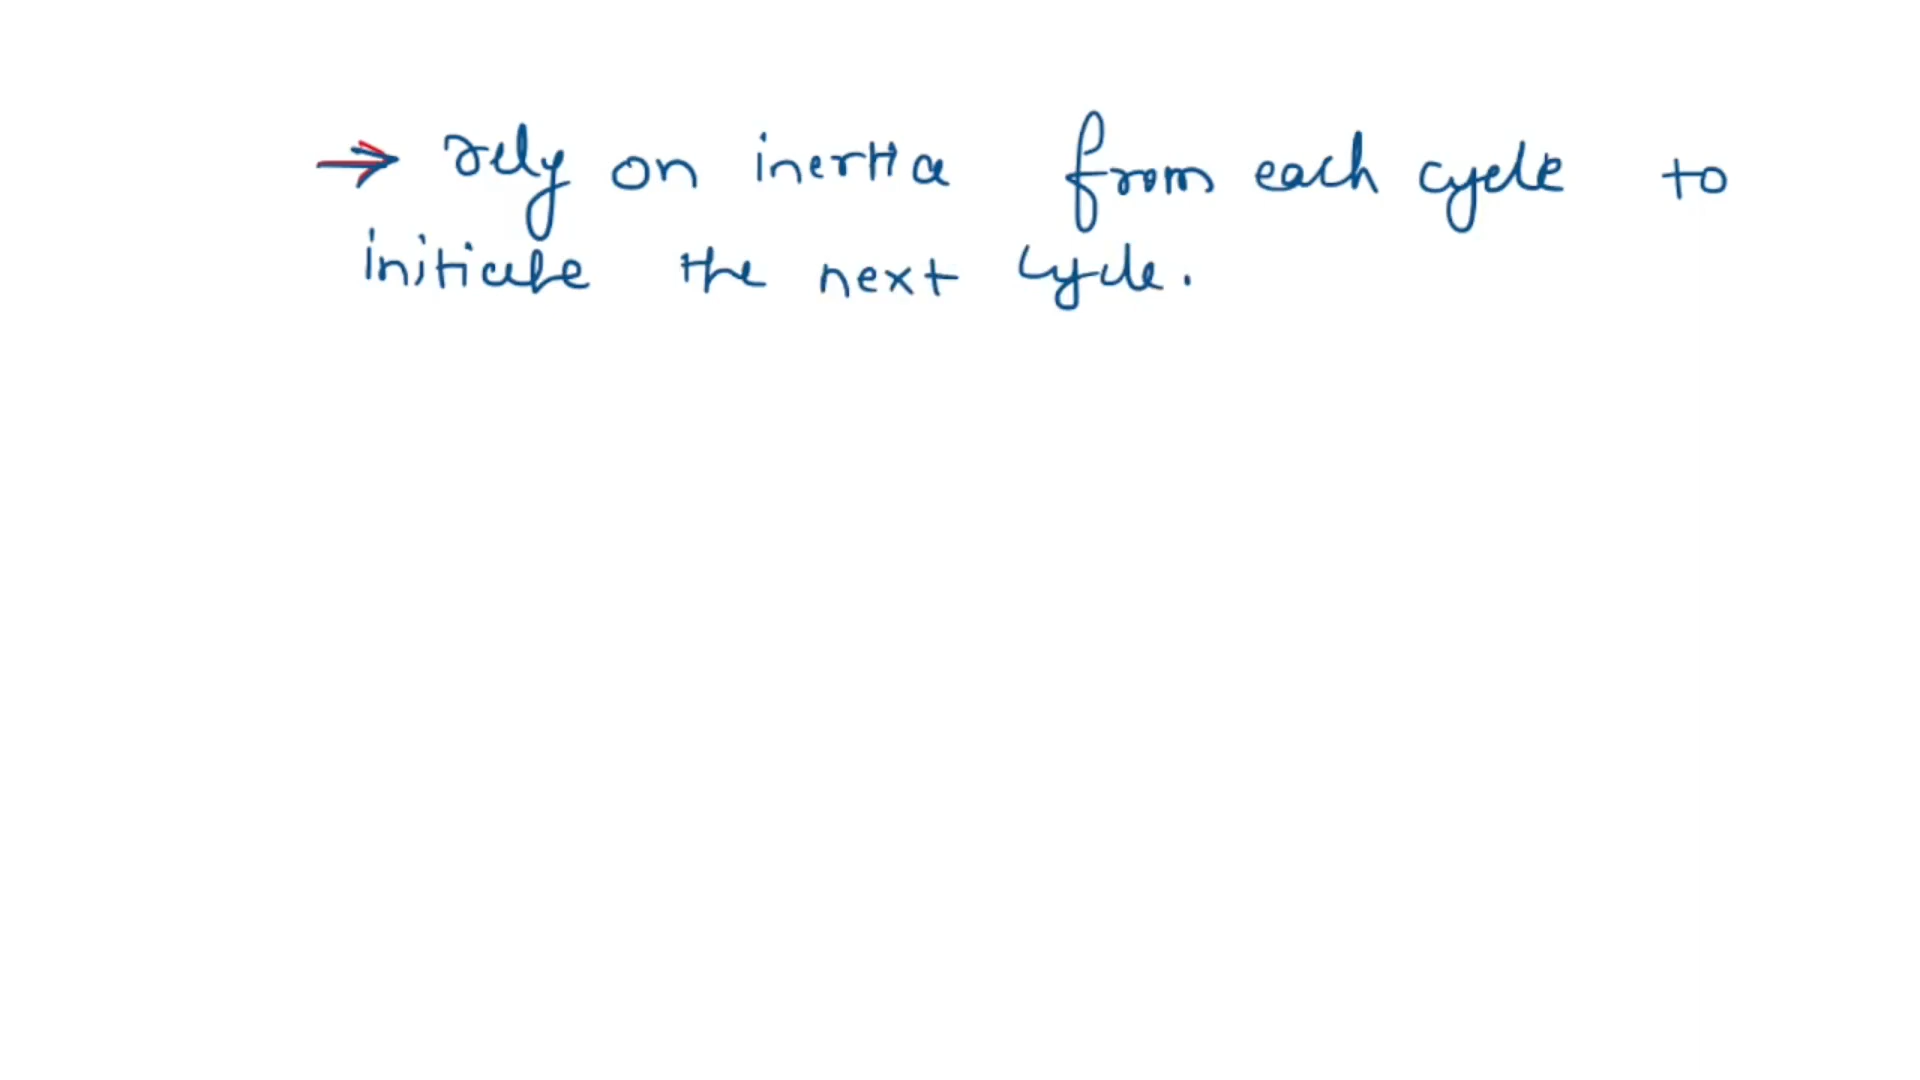 → rely on inertia from each cycle to
initiate the next cycle.